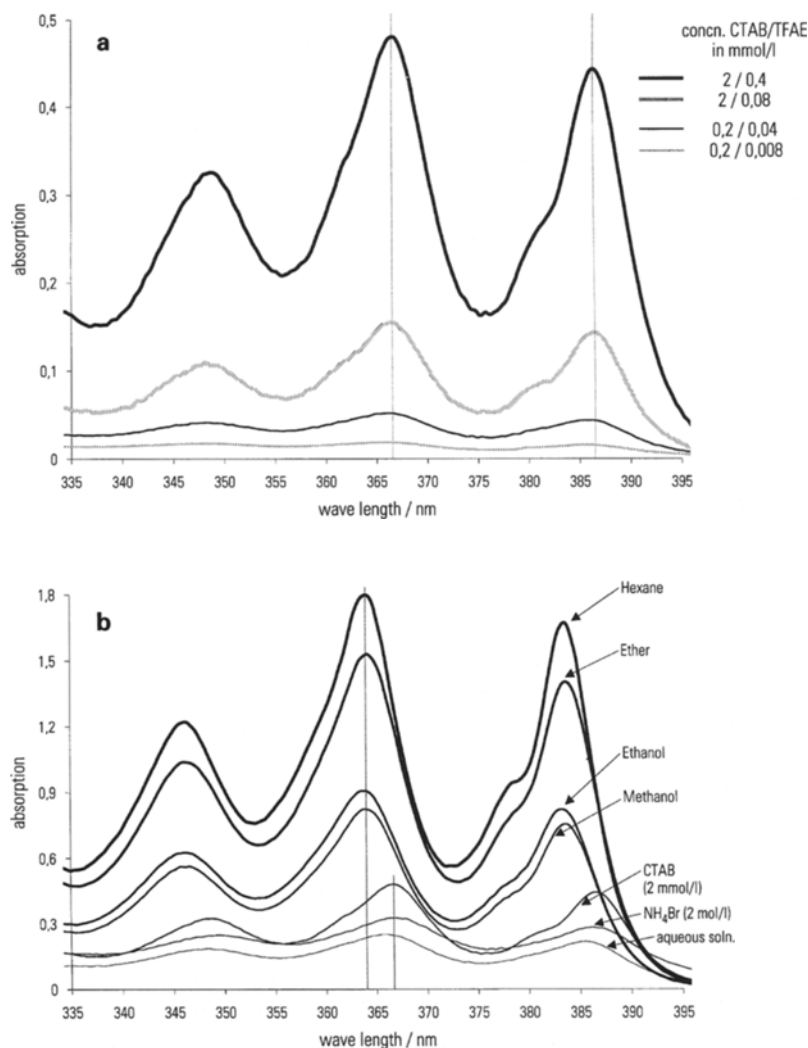 a
concn. CTAB/TFAE
in mmol/l
2 / 0,4
2 / 0,08
0,2 / 0,04
0,2 / 0,008
0,5
0,4
0,3
0,2
0,1
0
absorption
335 340 345 350 355 360 365 370 375 380 385 390 395
wave length / nm
b
1,8
1,5
1,2
0,9
0,6
0,3
0
absorption
Hexane
Ether
Ethanol
Methanol
CTAB
(2 mmol/l)
NH₄Br (2 mol/l)
aqueous soln.
335 340 345 350 355 360 365 370 375 380 385 390 395
wave length / nm